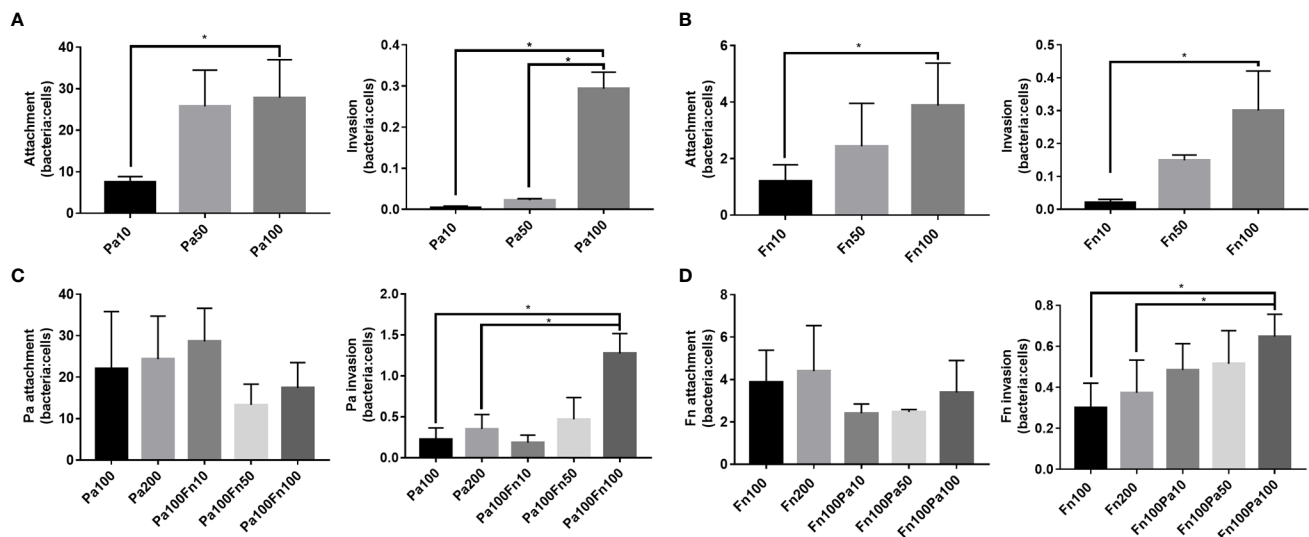 A
Attachment
(bacteria:cells)
40
30
20
10
0
*
Pa10
Pa50
Pa100
Invasion
(bacteria:cells)
0.4
0.3
0.2
0.1
0.0
*
*
Pa10
Pa50
Pa100
B
Attachment
(bacteria:cells)
6
4
2
0
*
Fn10
Fn50
Fn100
Invasion
(bacteria:cells)
0.5
0.4
0.3
0.2
0.1
0.0
*
Fn10
Fn50
Fn100
C
Pa attachment
(bacteria:cells)
40
30
20
10
0
Pa100
Pa200
Pa100Fn10
Pa100Fn50
Pa100Fn100
Pa invasion
(bacteria:cells)
2.0
1.5
1.0
0.5
0.0
*
*
Pa100
Pa200
Pa100Fn10
Pa100Fn50
Pa100Fn100
D
Fn attachment
(bacteria:cells)
8
6
4
2
0
Fn100
Fn200
Fn100Pa10
Fn100Pa50
Fn100Pa100
Fn invasion
(bacteria:cells)
0.8
0.6
0.4
0.2
0.0
*
*
Fn100
Fn200
Fn100Pa10
Fn100Pa50
Fn100Pa100